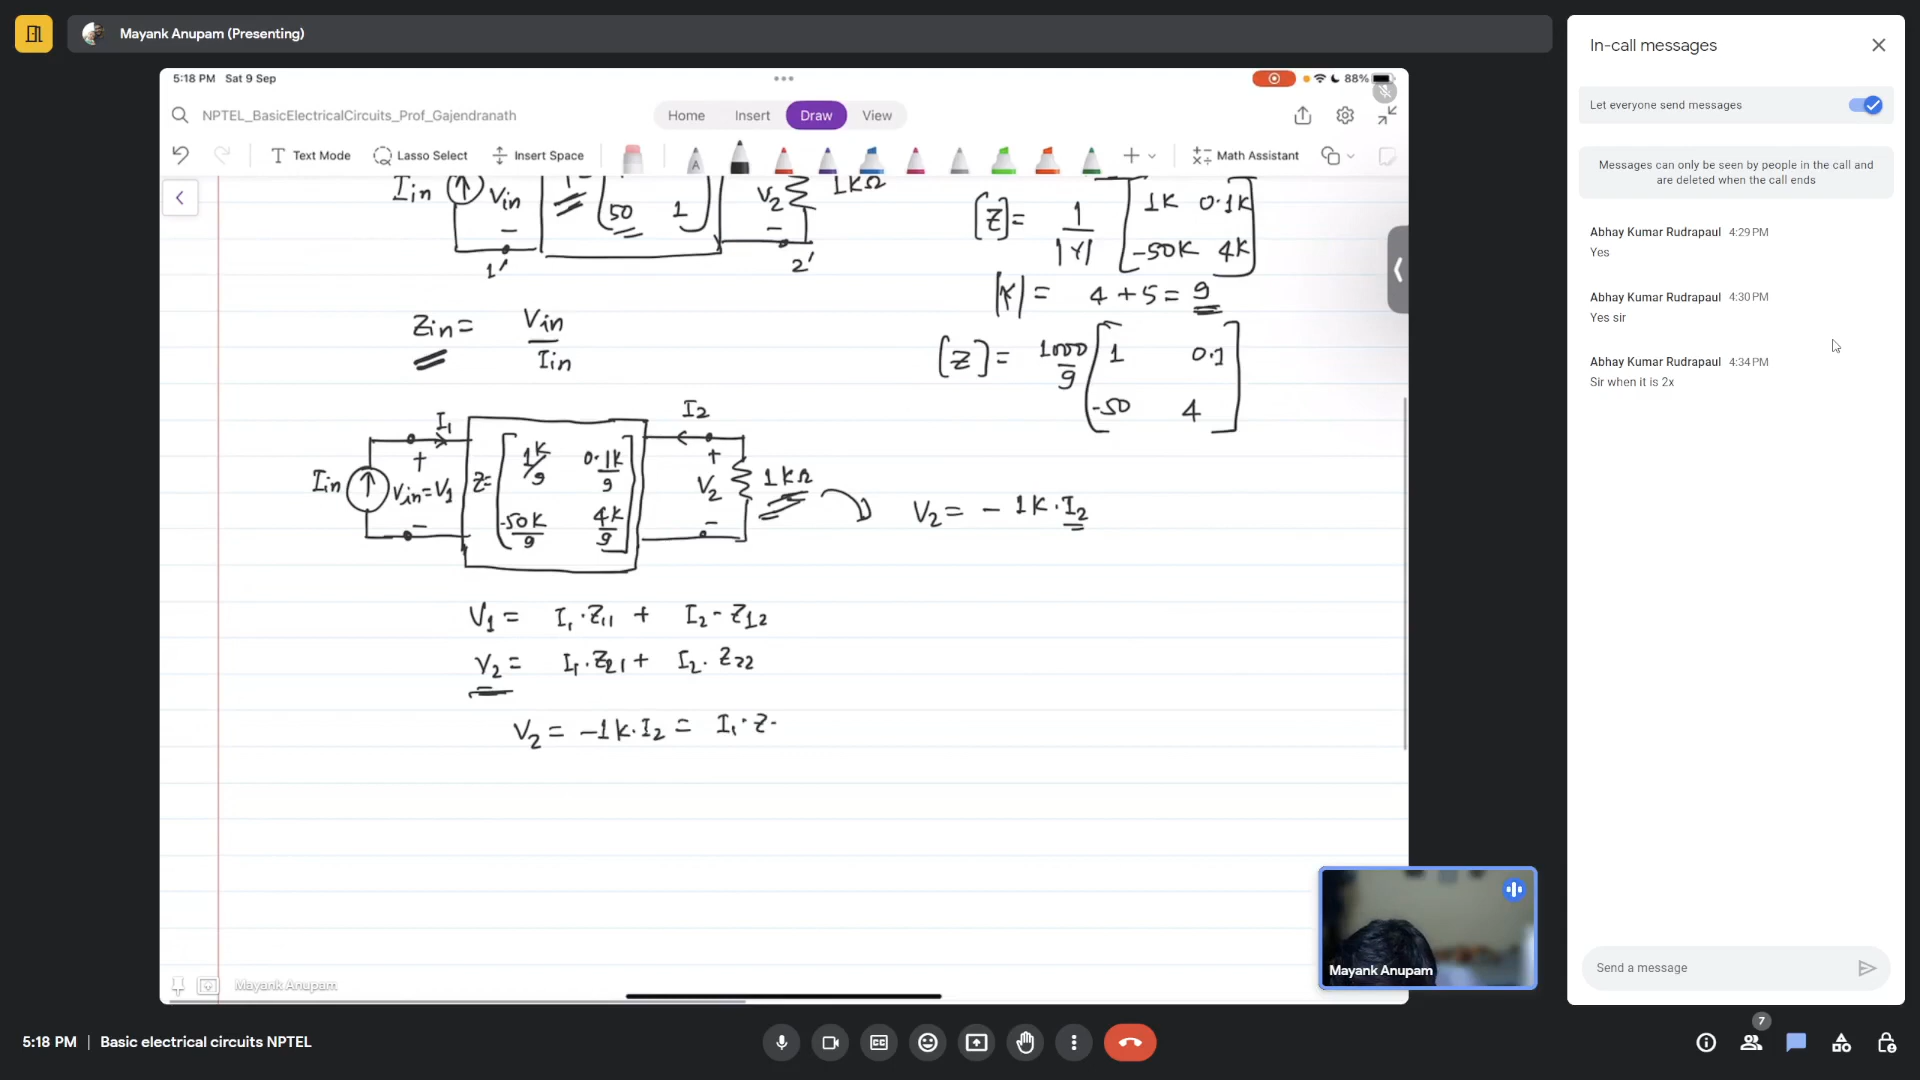 Mayank Anupam (Presenting)
5:18 PM Sat 9 Sep
88%
NPTEL_BasicElectricalCircuits_Prof_Gajendranath
Home Insert Draw View
Text Mode Lasso Select Insert Space A Math Assistant
Iin Vin 50 1 V2 1KΩ
1' 2'
[Z] = 1/|Y| [1K 0.1K
-50K 4K]
= 4 + 5 = 9
Zin = Vin/Iin
[Z] = 1000/9 [1 0.1
-50 4]
I1 I2
Iin + Vin=V1 - Z= [1K/9 0.1K/9
-50K/9 4K/9] + V2 - 1KΩ
V2 = - 1K.I2
V1 = I1.Z11 + I2-Z12
V2 = I1.Z21 + I2.Z22
V2 = -1K.I2 = I1.Z-
Mayank Anupam
Mayank Anupam
In-call messages
Let everyone send messages
Messages can only be seen by people in the call and
are deleted when the call ends
Abhay Kumar Rudrapaul 4:29 PM
Yes
Abhay Kumar Rudrapaul 4:30 PM
Yes sir
Abhay Kumar Rudrapaul 4:34 PM
Sir when it is 2x
Send a message
5:18 PM | Basic electrical circuits NPTEL
7